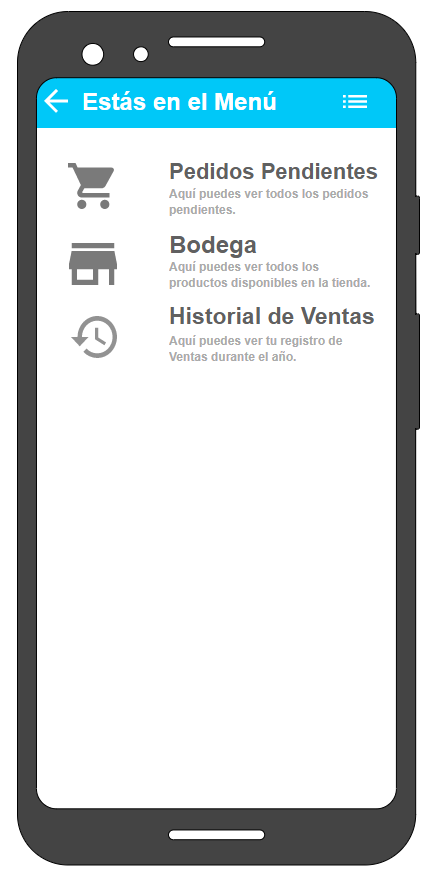 Estás en el Menú
Pedidos Pendientes
Aquí puedes ver todos los pedidos
pendientes.
Bodega
Aquí puedes ver todos los
productos disponibles en la tienda.
Historial de Ventas
Aquí puedes ver tu registro de
Ventas durante el año.